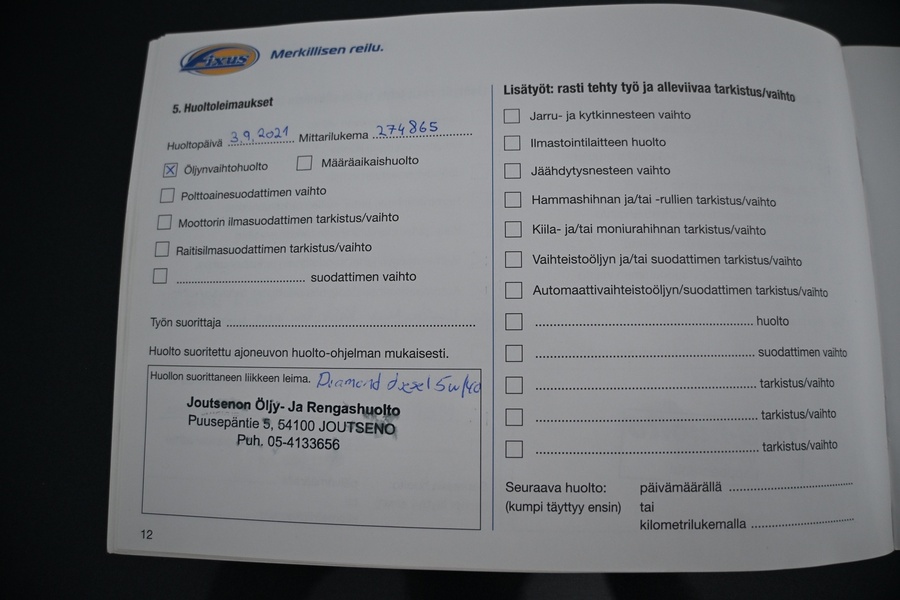 Fixus Merkillisen reilu.
5. Huoltoleimaukset
Huoltopäivä 3.9.2021 Mittarilukema 274865
Öljynvaihtohuolto Määräaikaishuolto
Polttoainesuodattimen vaihto
Moottorin ilmasuodattimen tarkistus/vaihto
Raitisilmasuodattimen tarkistus/vaihto
suodattimen vaihto
Työn suorittaja
Huolto suoritettu ajoneuvon huolto-ohjelman mukaisesti.
Huollon suorittaneen liikkeen leima. Diamond diesel 5w/40
Joutsenon Öljy- Ja Rengashuolto
Puusepäntie 5, 54100 JOUTSENO
Puh. 05-4133656
12
Lisätyöt: rasti tehty työ ja alleviivaa tarkistus/vaihto
Jarru- ja kytkinnesteen vaihto
Ilmastointilaitteen huolto
Jäähdytysnesteen vaihto
Hammashihnan ja/tai -rullien tarkistus/vaihto
Kiila- ja/tai moniurahihnan tarkistus/vaihto
Vaihteistoöljyn ja/tai suodattimen tarkistus/vaihto
Automaattivaihteistoöljyn/suodattimen tarkistus/vaihto
huolto
suodattimen vaihto
tarkistus/vaihto
tarkistus/vaihto
tarkistus/vaihto
Seuraava huolto: päivämäärällä
(kumpi täyttyy ensin) tai
kilometrilukemalla